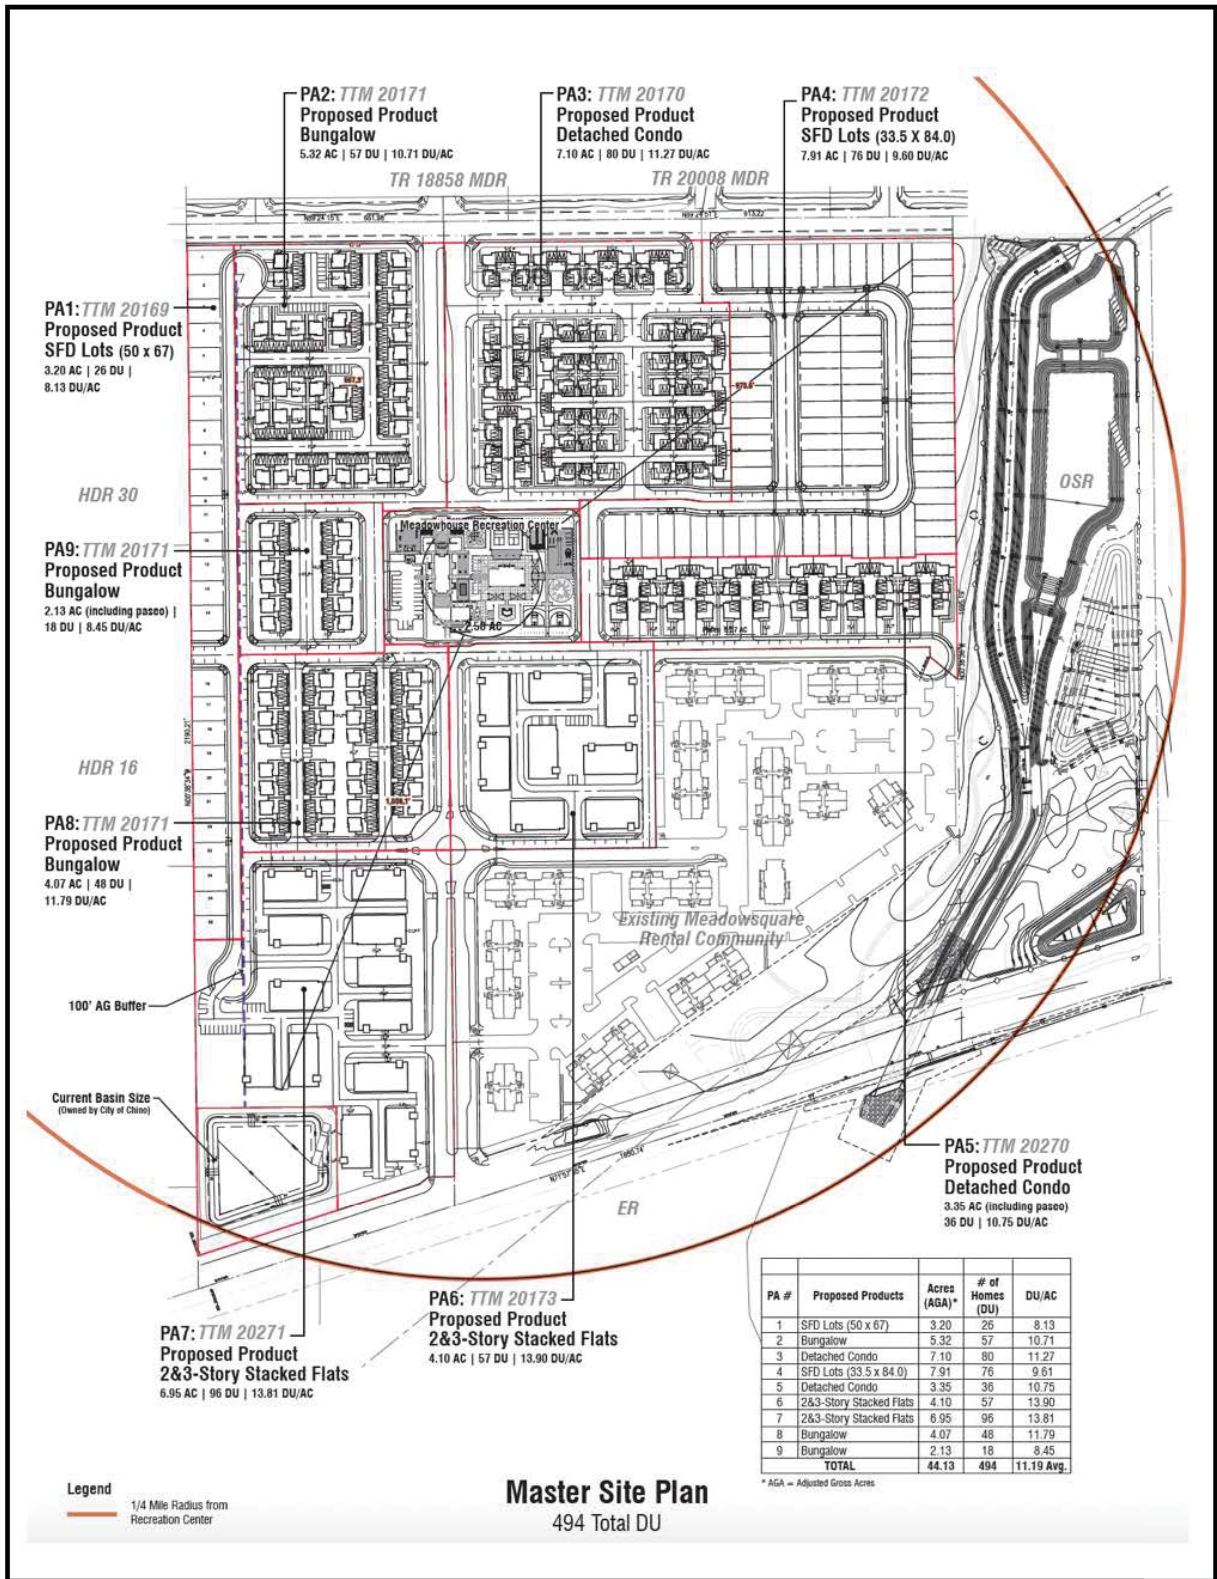 PA2: TTM 20171
Proposed Product
Bungalow
5.32 AC | 57 DU | 10.71 DU/AC
PA3: TTM 20170
Proposed Product
Detached Condo
7.10 AC | 80 DU | 11.27 DU/AC
PA4: TTM 20172
Proposed Product
SFD Lots (33.5 X 84.0)
7.91 AC | 76 DU | 9.60 DU/AC
TR 18858 MDR
TR 20008 MDR
PA1: TTM 20169
Proposed Product
SFD Lots (50 x 67)
3.20 AC | 26 DU |
8.13 DU/AC
HDR 30
OSR
Meadowhouse Recreation Center
PA9: TTM 20171
Proposed Product
Bungalow
2.13 AC (including paseo) |
18 DU | 8.45 DU/AC
2.58 AC
HDR 16
PA8: TTM 20171
Proposed Product
Bungalow
4.07 AC | 48 DU |
11.79 DU/AC
Existing Meadowsquare
Rental Community
100' AG Buffer
Current Basin Size
(Owned by City of Chino)
PA5: TTM 20270
Proposed Product
Detached Condo
3.35 AC (including paseo)
36 DU | 10.75 DU/AC
ER
PA6: TTM 20173
Proposed Product
2&3-Story Stacked Flats
4.10 AC | 57 DU | 13.90 DU/AC
PA7: TTM 20271
Proposed Product
2&3-Story Stacked Flats
6.95 AC | 96 DU | 13.81 DU/AC
PA # Proposed Products Acres (AGA)* # of Homes (DU) DU/AC
1 SFD Lots (50 x 67) 3.20 26 8.13
2 Bungalow 5.32 57 10.71
3 Detached Condo 7.10 80 11.27
4 SFD Lots (33.5 x 84.0) 7.91 76 9.61
5 Detached Condo 3.35 36 10.75
6 2&3-Story Stacked Flats 4.10 57 13.90
7 2&3-Story Stacked Flats 6.95 96 13.81
8 Bungalow 4.07 48 11.79
9 Bungalow 2.13 18 8.45
TOTAL 44.13 494 11.19 Avg.
* AGA = Adjusted Gross Acres
Legend
1/4 Mile Radius from
Recreation Center
Master Site Plan
494 Total DU